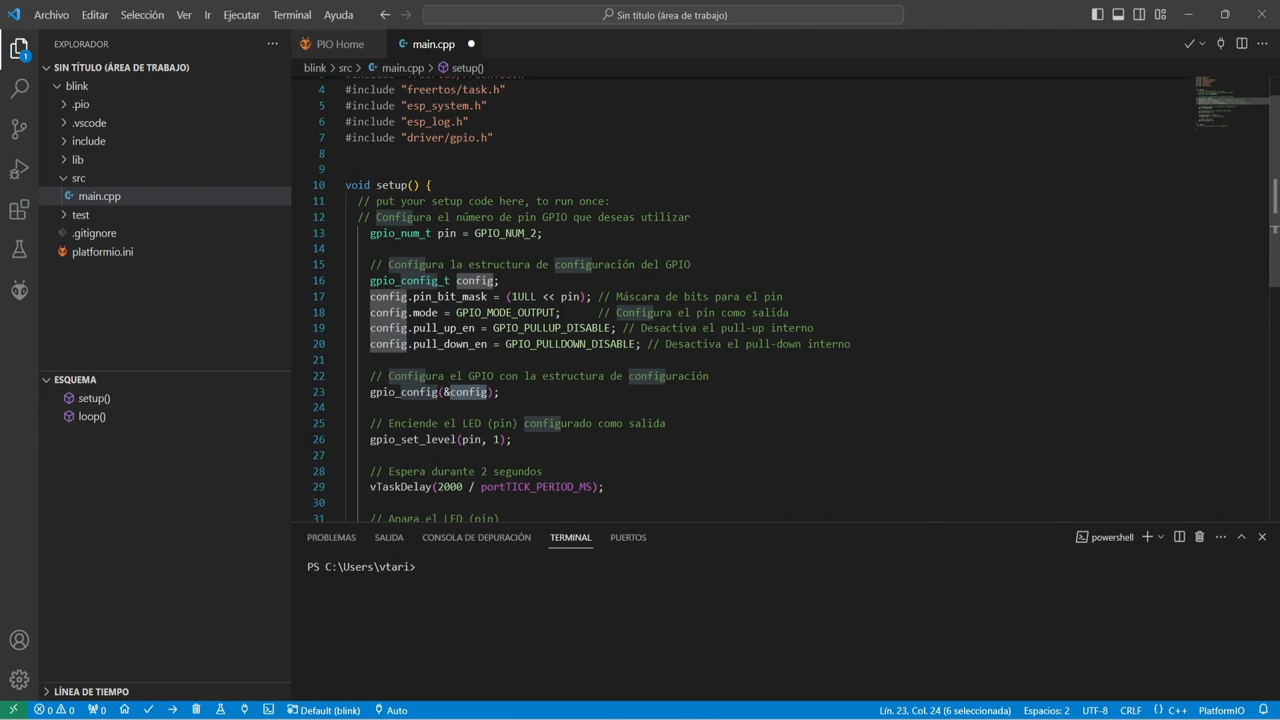 Archivo Editar Selección Ver Ir Ejecutar Terminal Ayuda
Sin título (área de trabajo)
EXPLORADOR
PIO Home
main.cpp
blink > src > main.cpp > setup()
SIN TÍTULO (ÁREA DE TRABAJO)
blink
.pio
.vscode
include
lib
src
main.cpp
test
.gitignore
platformio.ini
ESQUEMA
setup()
loop()
LÍNEA DE TIEMPO
4 #include "freertos/task.h"
5 #include "esp_system.h"
6 #include "esp_log.h"
7 #include "driver/gpio.h"
8
9
10 void setup() {
11 // put your setup code here, to run once:
12 // Configura el número de pin GPIO que deseas utilizar
13 gpio_num_t pin = GPIO_NUM_2;
14
15 // Configura la estructura de configuración del GPIO
16 gpio_config_t config;
17 config.pin_bit_mask = (1ULL << pin); // Máscara de bits para el pin
18 config.mode = GPIO_MODE_OUTPUT; // Configura el pin como salida
19 config.pull_up_en = GPIO_PULLUP_DISABLE; // Desactiva el pull-up interno
20 config.pull_down_en = GPIO_PULLDOWN_DISABLE; // Desactiva el pull-down interno
21
22 // Configura el GPIO con la estructura de configuración
23 gpio_config(&config);
24
25 // Enciende el LED (pin) configurado como salida
26 gpio_set_level(pin, 1);
27
28 // Espera durante 2 segundos
29 vTaskDelay(2000 / portTICK_PERIOD_MS);
30
31 // Apaga el LED (pin)
PROBLEMAS SALIDA CONSOLA DE DEPURACIÓN TERMINAL PUERTOS
powershell
PS C:\Users\vtari>
0 0 0 Default (blink) Auto
Lín. 23, Col. 24 (6 seleccionada) Espacios: 2 UTF-8 CRLF {} C++ PlatformIO